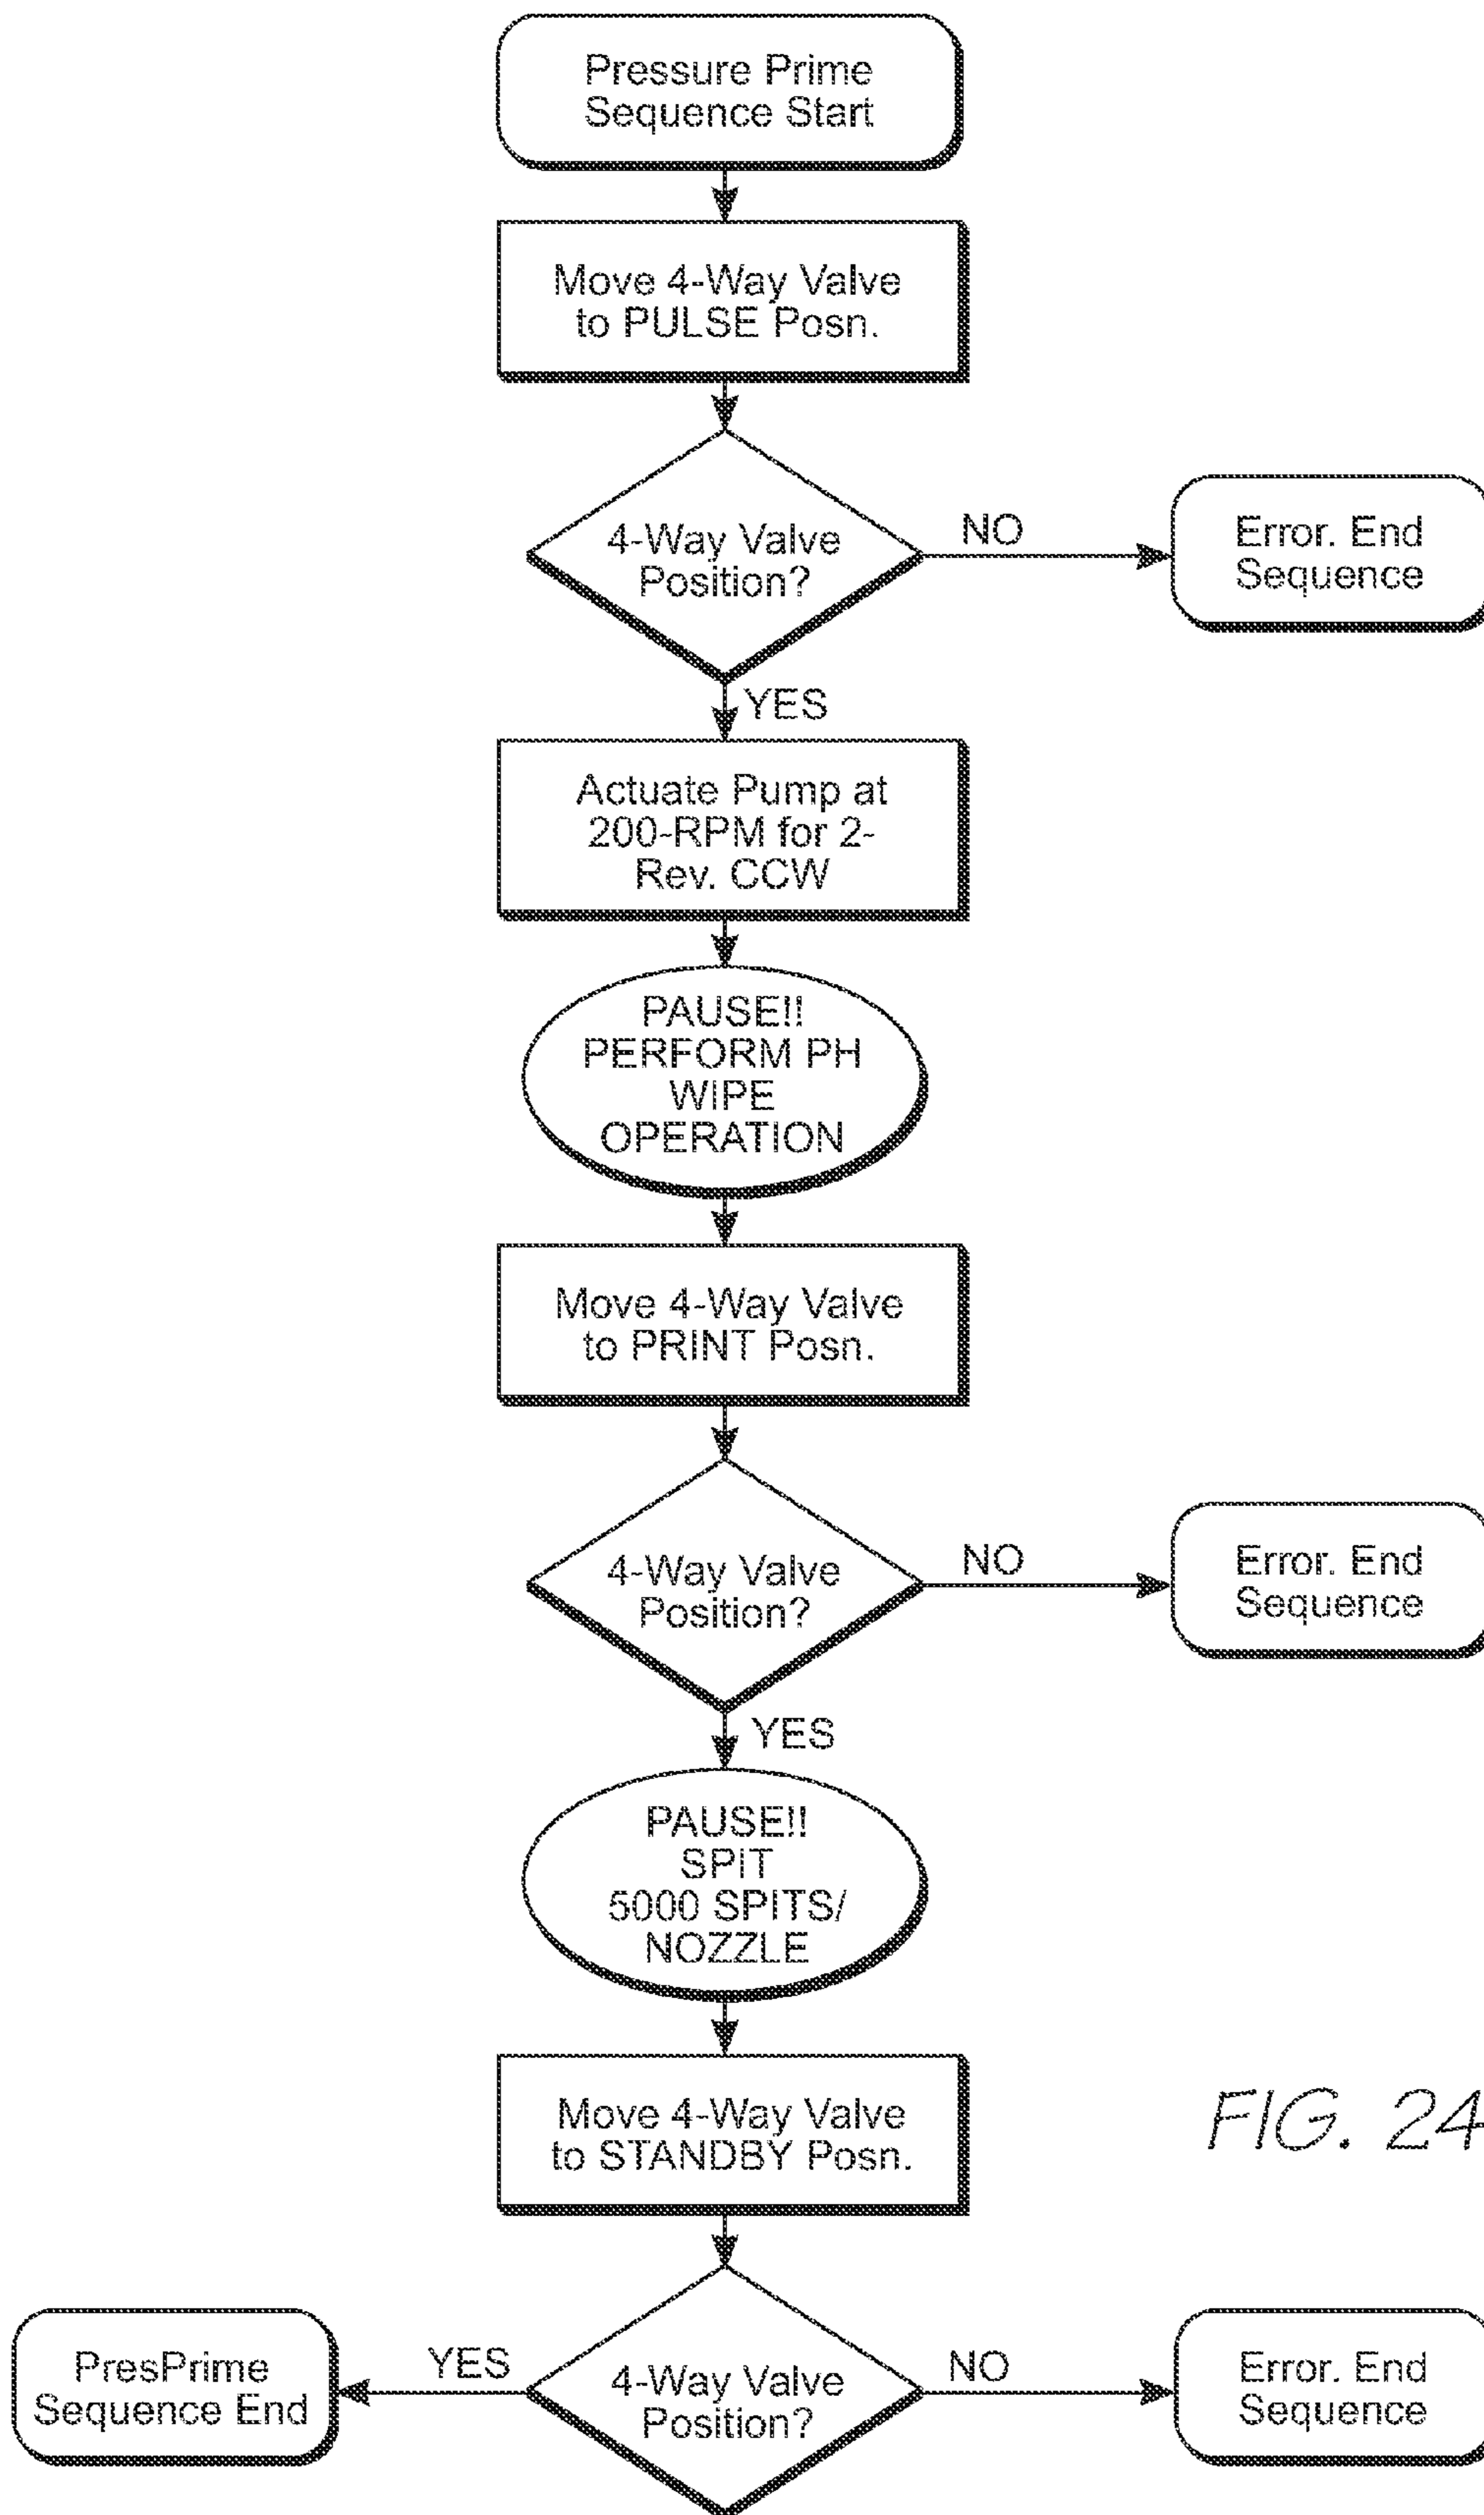 Pressure Prime
Sequence Start
Move 4-Way Valve
to PULSE Posn.
4-Way Valve
Position?
NO
Error. End
Sequence
YES
Actuate Pump at
200-RPM for 2-
Rev. CCW
PAUSE!!
PERFORM PH
WIPE
OPERATION
Move 4-Way Valve
to PRINT Posn.
4-Way Valve
Position?
NO
Error. End
Sequence
YES
PAUSE!!
SPIT
5000 SPITS/
NOZZLE
Move 4-Way Valve
to STANDBY Posn.
FIG. 24
4-Way Valve
Position?
YES
PresPrime
Sequence End
NO
Error. End
Sequence